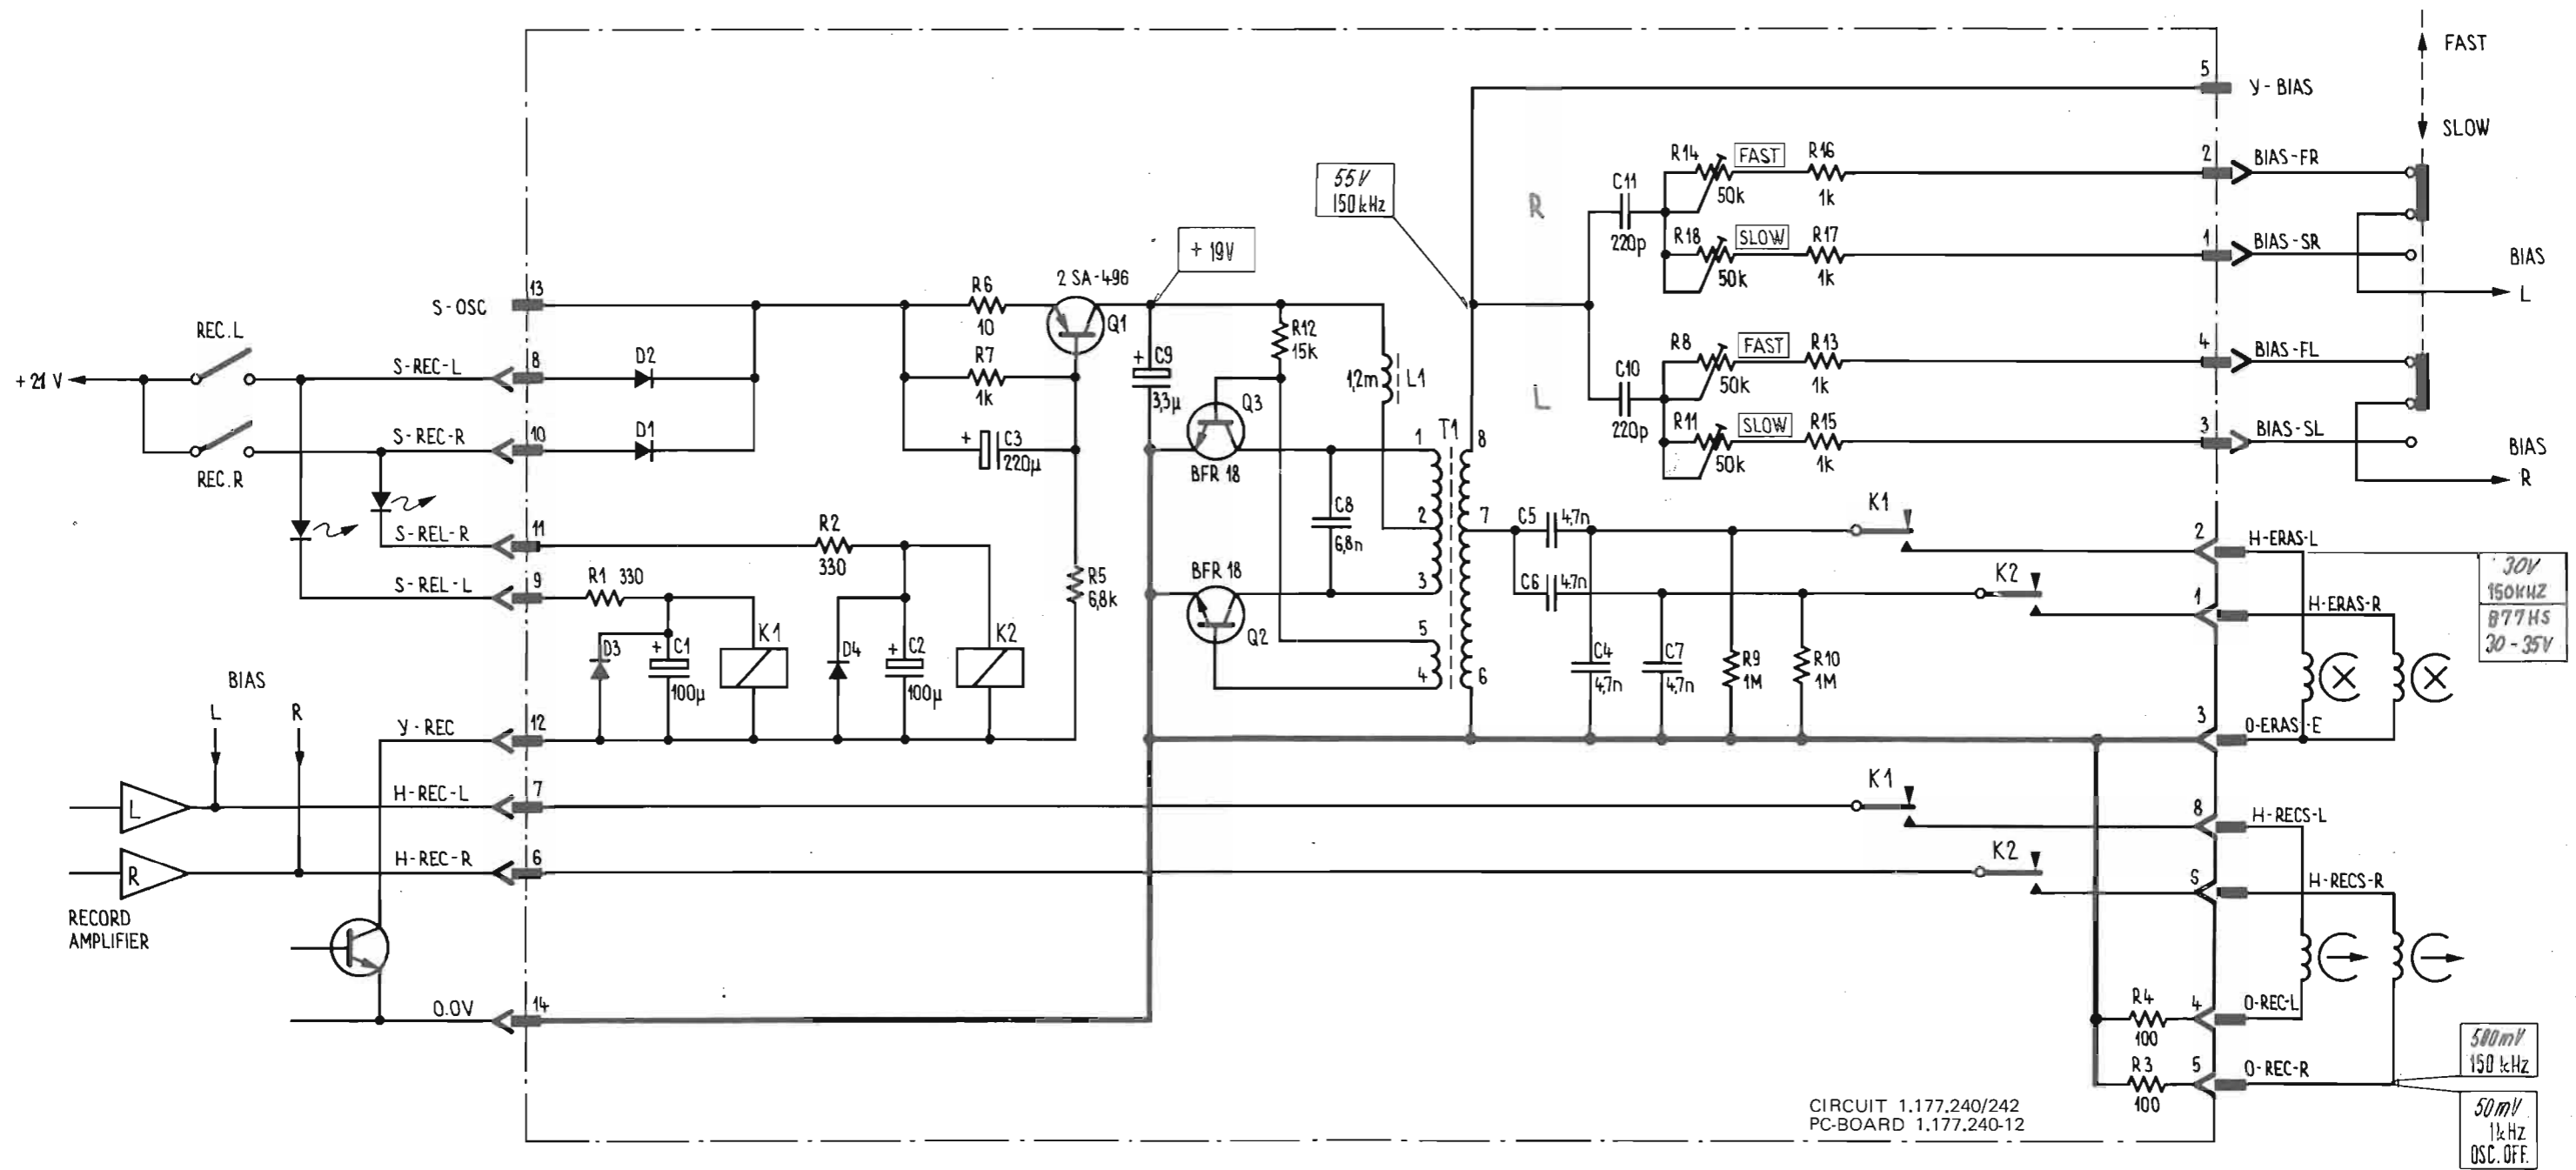 FAST
5
Y-BIAS
SLOW
R14
FAST
R16
2
BIAS-FR
55V
150kHz
C11
50k
1k
R
220p
R18
SLOW
R17
1
BIAS-SR
BIAS
+ 19V
50k
1k
L
2 SA-496
13
S-OSC
R6
10
Q1
R12
15k
REC.L
8
S-REC-L
D2
R7
1k
+
C9
3,3µ
1,2m
L1
+21 V
C10
220p
R8
FAST
R13
4
BIAS-FL
50k
1k
L
Q3
R11
SLOW
R15
3
BIAS-SL
BIAS
50k
1k
R
S-REC-R
10
D1
+
C3
220µ
BFR 18
1
T1
8
REC.R
C8
6,8n
2
7
C5
4,7n
K1
2
H-ERAS-L
S-REL-R
11
R2
330
C6
4,7n
K2
30V
150KHZ
B77HS
30-35V
S-REL-L
9
R1
330
R5
6,8k
BFR 18
3
1
H-ERAS-R
Q2
5
4
6
D3
+
C1
100µ
K1
D4
+
C2
100µ
K2
C4
4,7n
C7
4,7n
R9
1M
R10
1M
BIAS
L
R
Y-REC
12
3
0-ERAS-E
L
H-REC-L
7
K1
8
H-RECS-L
R
H-REC-R
6
K2
S
H-RECS-R
RECORD
AMPLIFIER
0.0V
14
R4
100
4
0-REC-L
R3
100
5
0-REC-R
500mV
150 kHz
50mV
1kHz
OSC.OFF.
CIRCUIT 1.177.240/242
PC-BOARD 1.177.240-12